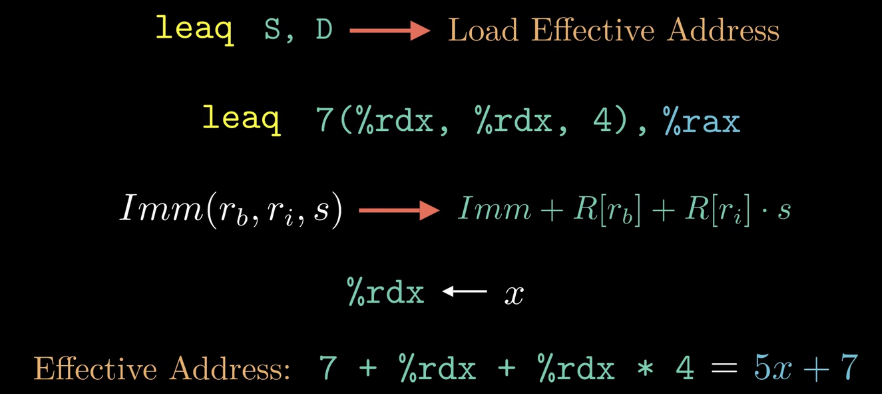 leaq S, D ⟶ Load Effective Address
leaq 7(%rdx, %rdx, 4), %rax
Imm(r_b, r_i, s) ⟶ Imm + R[r_b] + R[r_i] · s
%rdx ⟵ x
Effective Address: 7 + %rdx + %rdx * 4 = 5x + 7